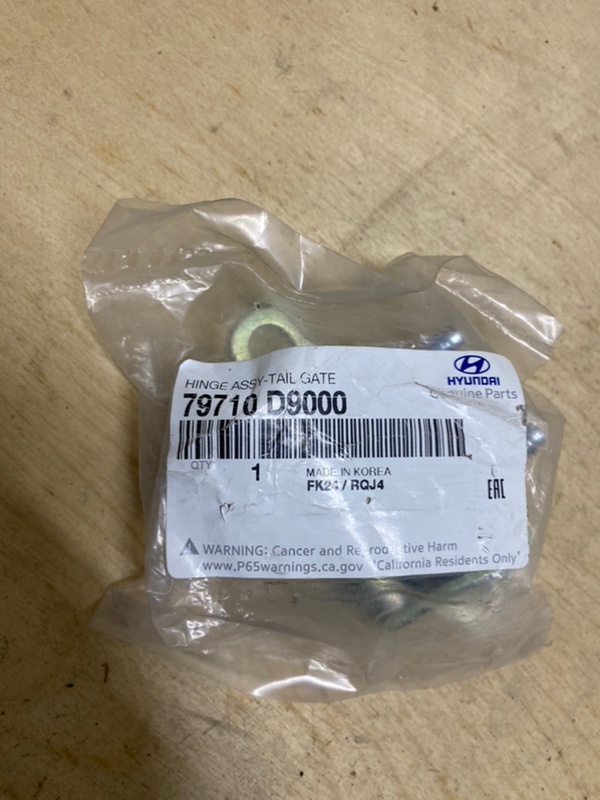 HINGE ASSY-TAIL GATE
79710 D9000
HYUNDAI
Genuine Parts
QTY
1
MADE IN KOREA
FK24 / RQJ4
EAC
WARNING: Cancer and Reproductive Harm
www.P65warnings.ca.gov "California Residents Only"